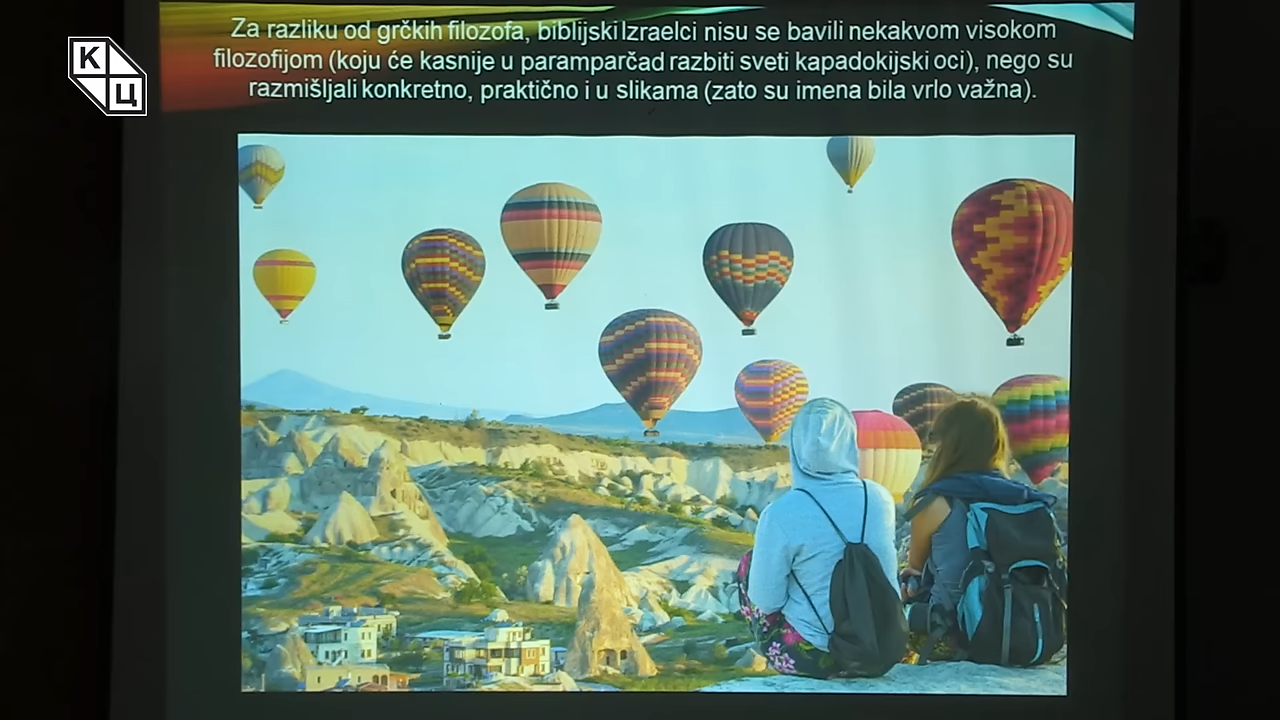 Za razliku od grčkih filozofa, biblijski Izraelci nisu se bavili nekakvom visokom
filozofijom (koju će kasnije u paramparčad razbiti sveti kapadokijski oci), nego su
razmišljali konkretno, praktično i u slikama (zato su imena bila vrlo važna).
К
Ц